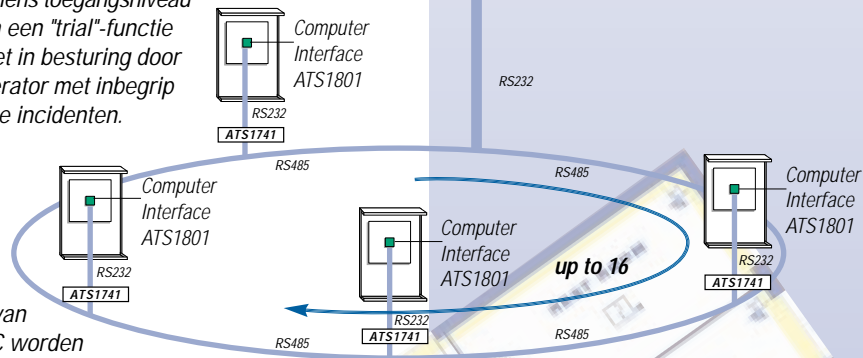 ens toegangsniveau
een "trial"-functie
et in besturing door
erator met inbegrip
e incidenten.
Computer
Interface
ATS1801
RS232
ATS1741
RS232
RS485
RS485
Computer
Interface
ATS1801
RS232
ATS1741
Computer
Interface
ATS1801
RS232
ATS1741
up to 16
Computer
Interface
ATS1801
RS232
ATS1741
RS485
RS485
van
C worden